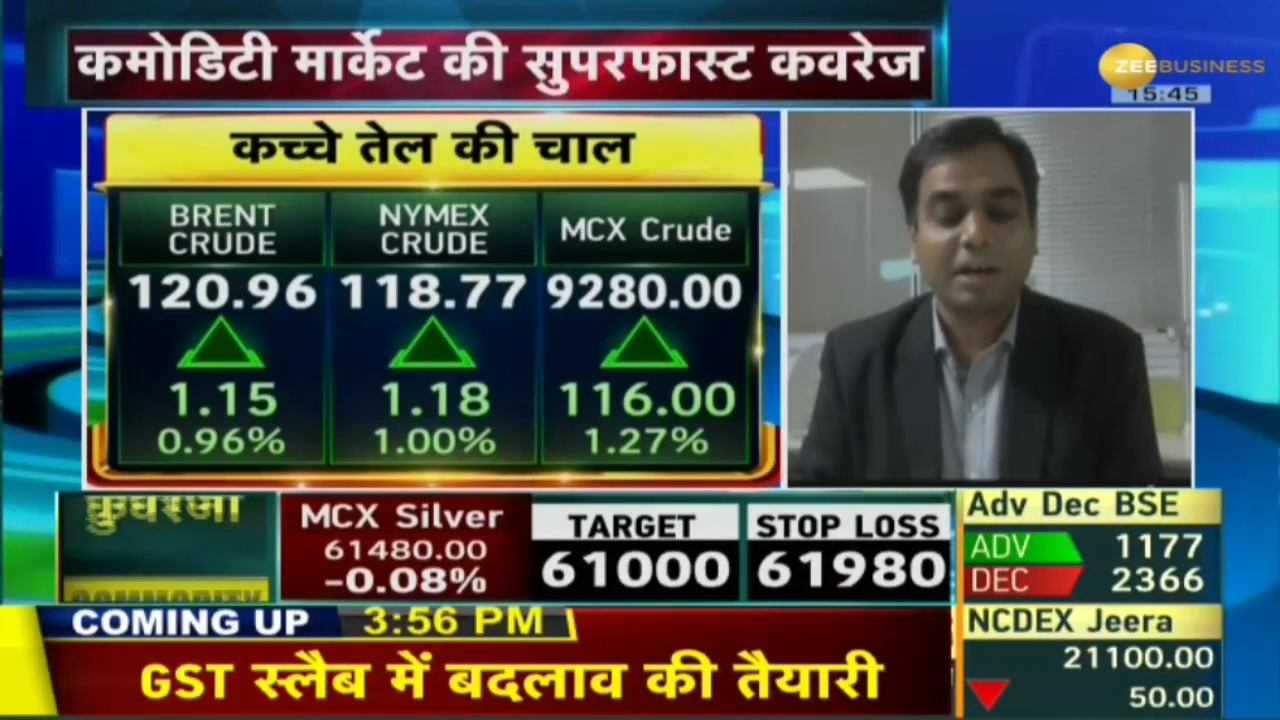 कमोडिटी मार्केट की सुपरफास्ट कवरेज
ZEEBUSINESS
15:45
कच्चे तेल की चाल
BRENT CRUDE
120.96
1.15
0.96%
NYMEX CRUDE
118.77
1.18
1.00%
MCX Crude
9280.00
116.00
1.27%
MCX Silver
61480.00
-0.08%
TARGET
61000
STOP LOSS
61980
COMMODITY
Adv Dec BSE
ADV 1177
DEC 2366
NCDEX Jeera
21100.00
50.00
COMING UP 3:56 PM
GST स्लैब में बदलाव की तैयारी